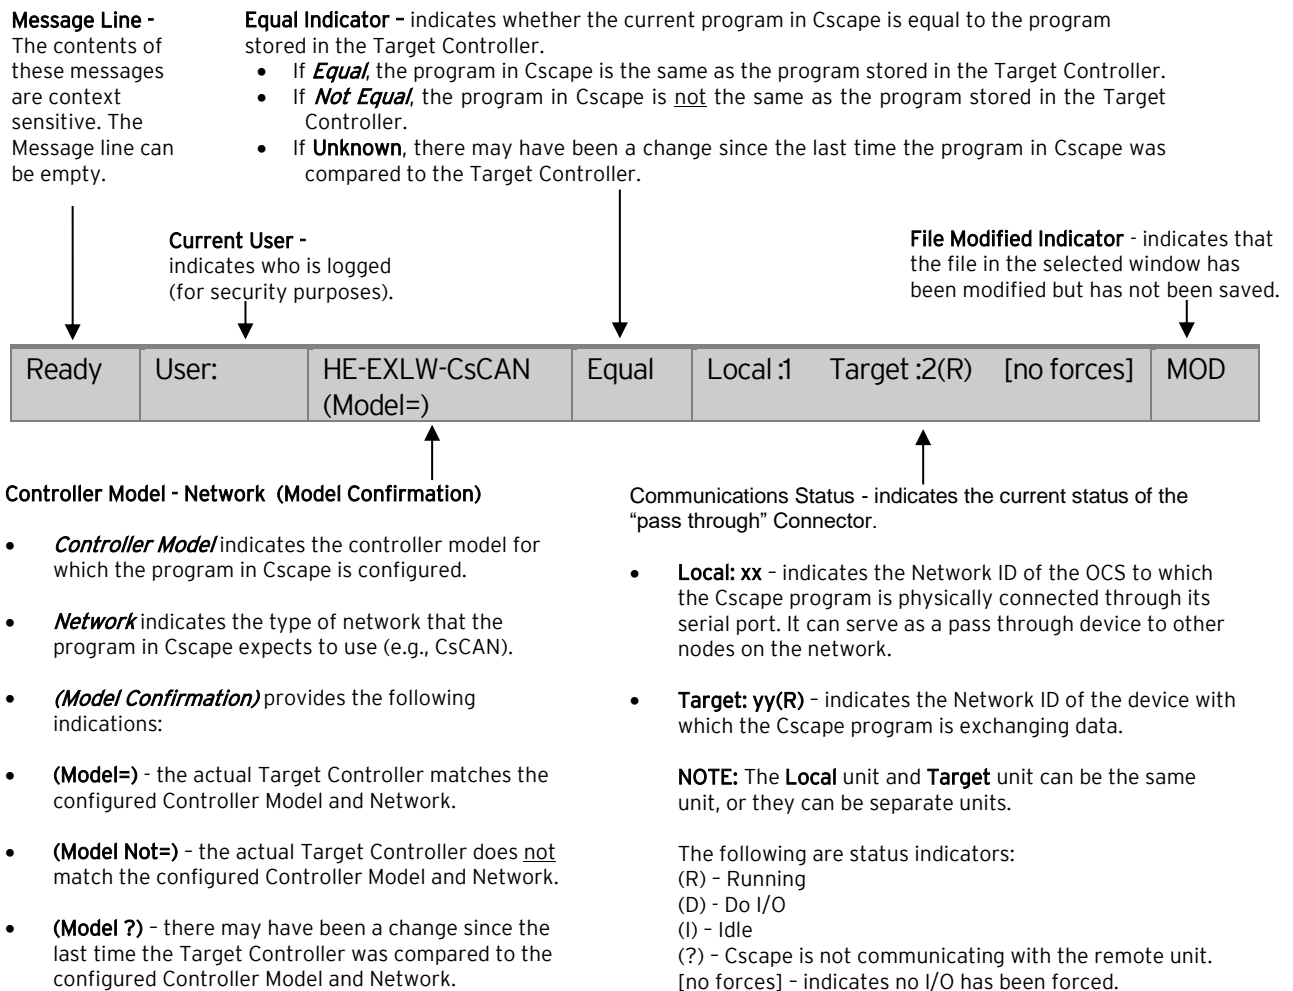 Message Line -
The contents of
these messages
are context
sensitive. The
Message line can
be empty.
Equal Indicator – indicates whether the current program in Cscape is equal to the program
stored in the Target Controller.
• If Equal, the program in Cscape is the same as the program stored in the Target Controller.
• If Not Equal, the program in Cscape is not the same as the program stored in the Target
Controller.
• If Unknown, there may have been a change since the last time the program in Cscape was
compared to the Target Controller.
Current User -
indicates who is logged
(for security purposes).
File Modified Indicator - indicates that
the file in the selected window has
been modified but has not been saved.
Ready User: HE-EXLW-CsCAN Equal Local :1 Target :2(R) [no forces] MOD
(Model=)
Controller Model - Network (Model Confirmation)
• Controller Model indicates the controller model for
which the program in Cscape is configured.
• Network indicates the type of network that the
program in Cscape expects to use (e.g., CsCAN).
• (Model Confirmation) provides the following
indications:
• (Model=) - the actual Target Controller matches the
configured Controller Model and Network.
• (Model Not=) – the actual Target Controller does not
match the configured Controller Model and Network.
• (Model ?) – there may have been a change since the
last time the Target Controller was compared to the
configured Controller Model and Network.
Communications Status - indicates the current status of the
“pass through” Connector.
• Local: xx – indicates the Network ID of the OCS to which
the Cscape program is physically connected through its
serial port. It can serve as a pass through device to other
nodes on the network.
• Target: yy(R) – indicates the Network ID of the device with
which the Cscape program is exchanging data.
NOTE: The Local unit and Target unit can be the same
unit, or they can be separate units.
The following are status indicators:
(R) – Running
(D) - Do I/O
(I) – Idle
(?) – Cscape is not communicating with the remote unit.
[no forces] – indicates no I/O has been forced.